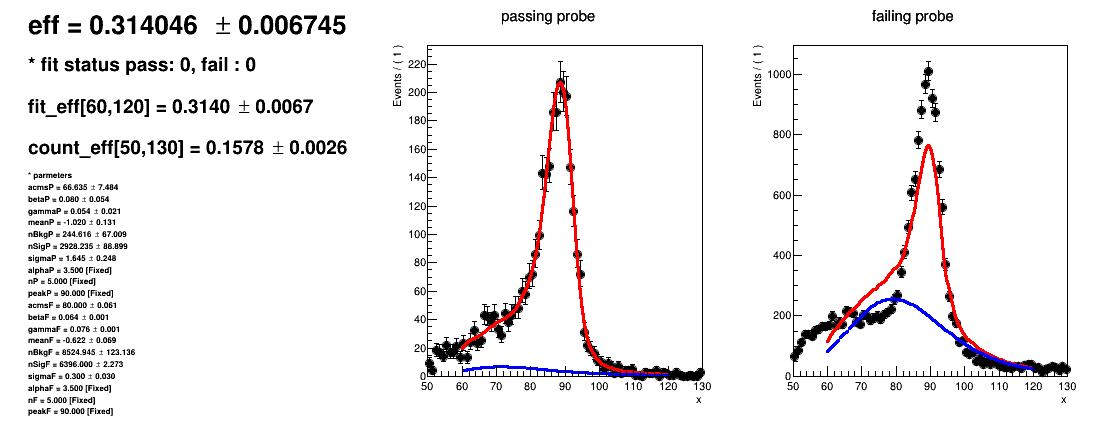 eff = 0.314046 ± 0.006745
* fit status pass: 0, fail : 0
fit_eff[60,120] = 0.3140 ± 0.0067
count_eff[50,130] = 0.1578 ± 0.0026
* parmeters
acmsP = 66.635 ± 7.484
betaP = 0.080 ± 0.054
gammaP = 0.054 ± 0.021
meanP = -1.020 ± 0.131
nBkgP = 244.616 ± 67.009
nSigP = 2928.235 ± 88.899
sigmaP = 1.645 ± 0.248
alphaP = 3.500 [Fixed]
nP = 5.000 [Fixed]
peakP = 90.000 [Fixed]
acmsF = 80.000 ± 0.061
betaF = 0.064 ± 0.001
gammaF = 0.076 ± 0.001
meanF = -0.622 ± 0.069
nBkgF = 8524.945 ± 123.136
nSigF = 6396.000 ± 2.273
sigmaF = 0.300 ± 0.030
alphaF = 3.500 [Fixed]
nF = 5.000 [Fixed]
peakF = 90.000 [Fixed]
passing probe
Events / ( 1 )
220
200
180
160
140
120
100
80
60
40
20
0
50 60 70 80 90 100 110 120 130
x
failing probe
Events / ( 1 )
1000
800
600
400
200
0
50 60 70 80 90 100 110 120 130
x